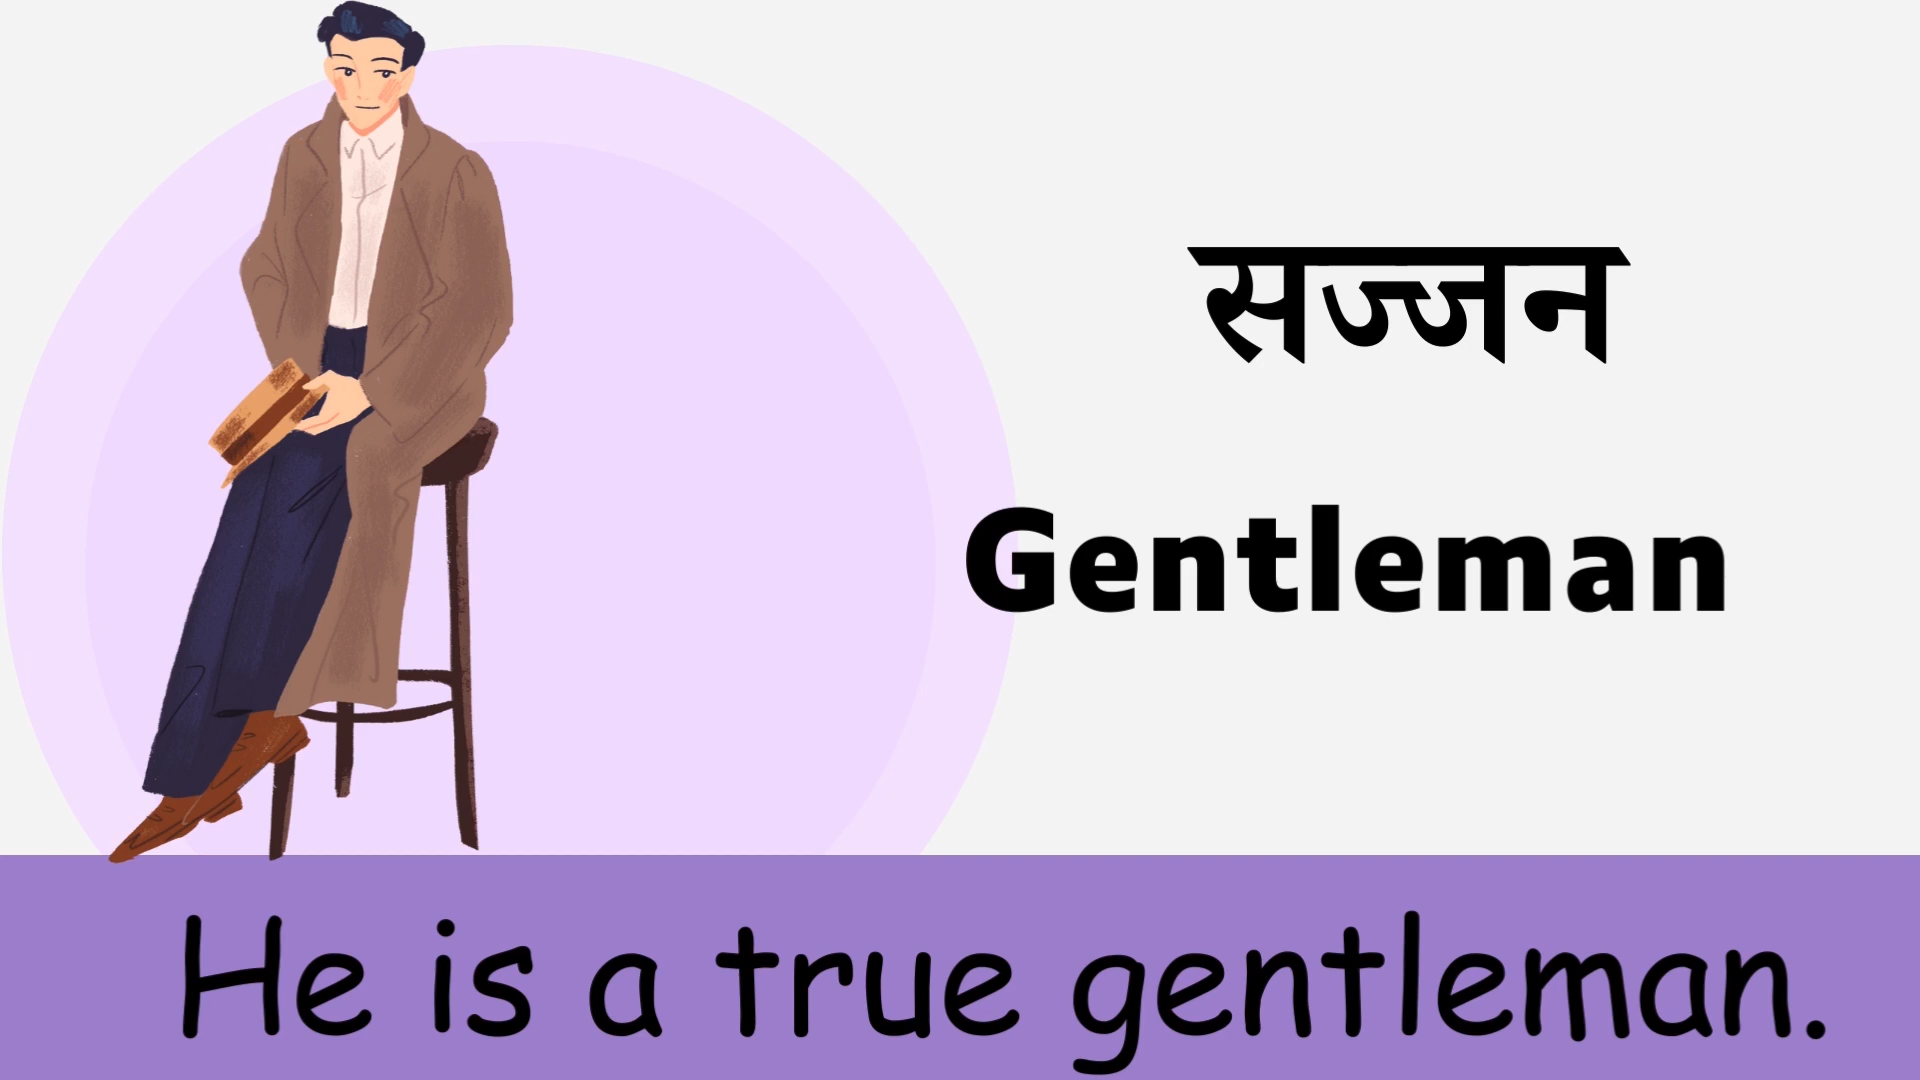 सज्जन
Gentleman
He is a true gentleman.